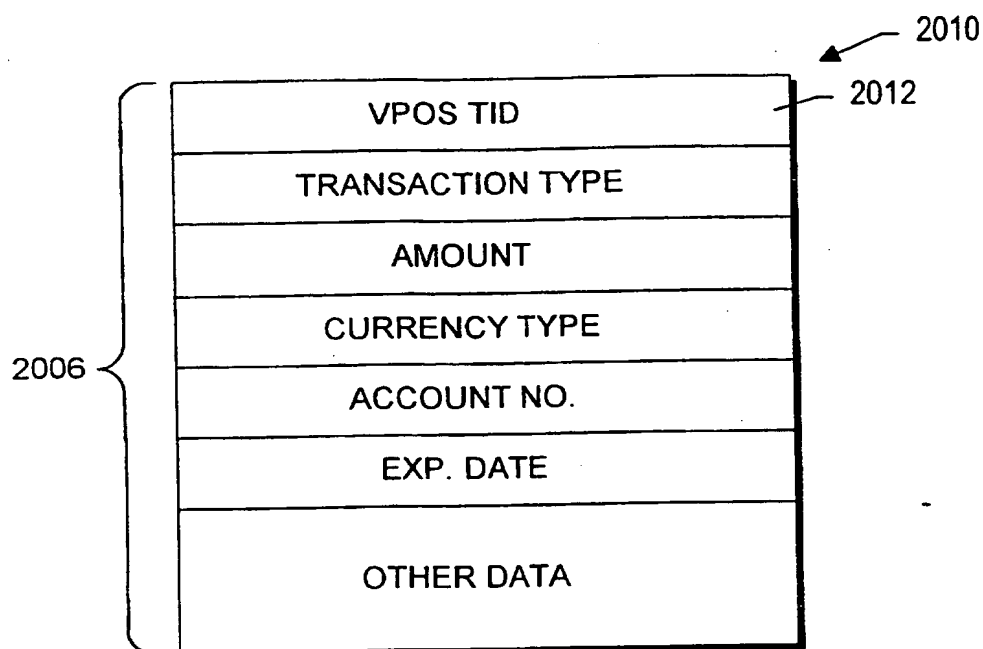 2010
VPOS TID
2012
TRANSACTION TYPE
AMOUNT
CURRENCY TYPE
2006
ACCOUNT NO.
EXP. DATE
OTHER DATA